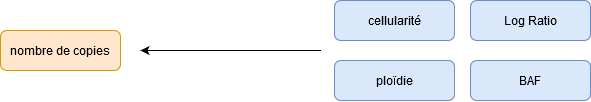 cellularité
Log Ratio
nombre de copies
ploïdie
BAF